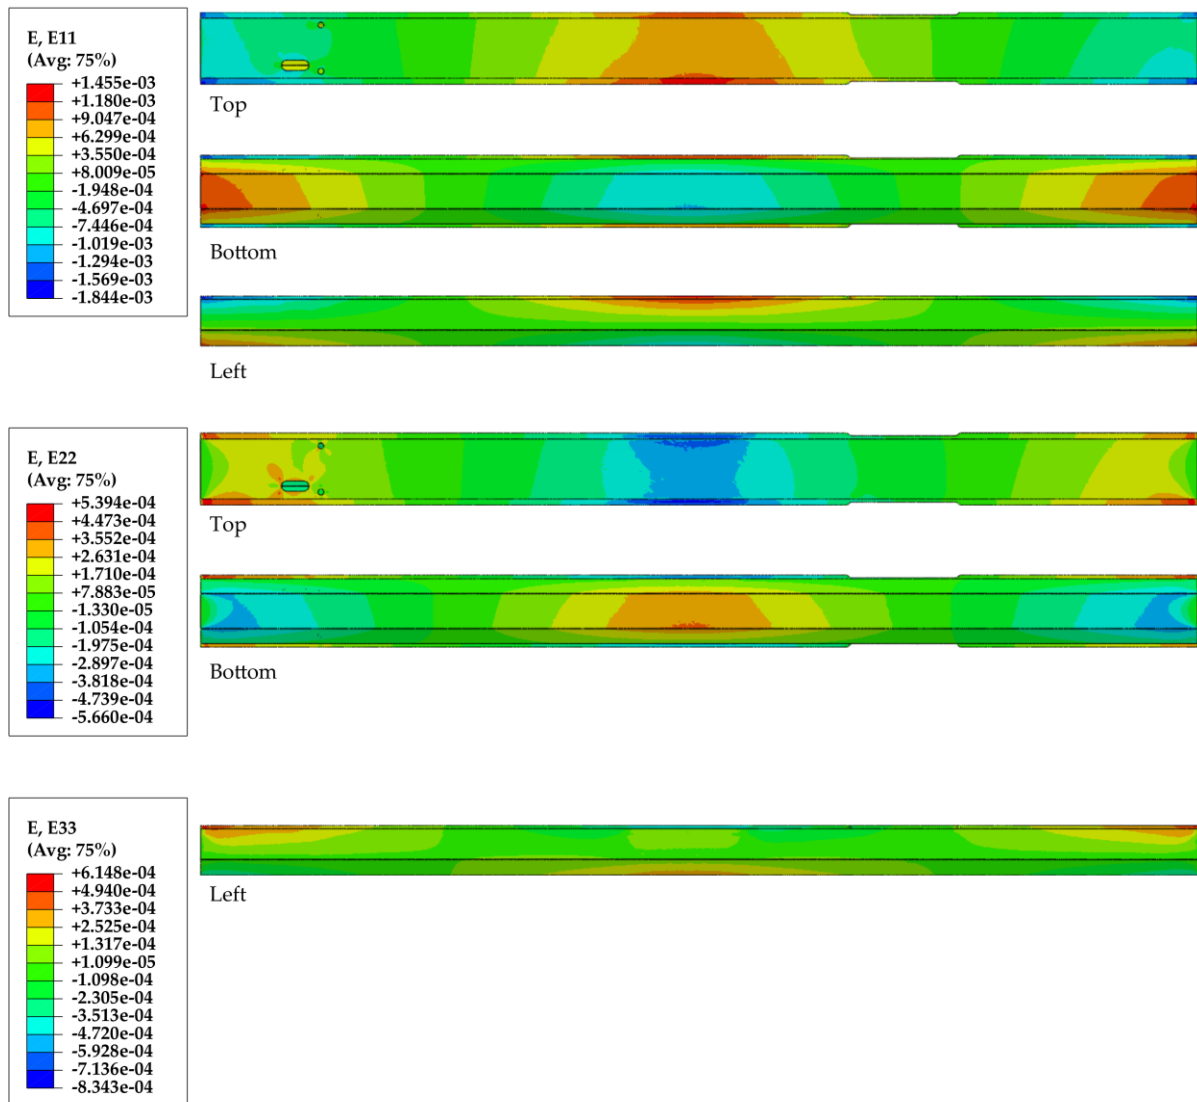 E, E11
(Avg: 75%)
+1.455e-03
+1.180e-03
+9.047e-04
+6.299e-04
+3.550e-04
+8.009e-05
-1.948e-04
-4.697e-04
-7.446e-04
-1.019e-03
-1.294e-03
-1.569e-03
-1.844e-03
Top
Bottom
Left
E, E22
(Avg: 75%)
+5.394e-04
+4.473e-04
+3.552e-04
+2.631e-04
+1.710e-04
+7.883e-05
-1.330e-05
-1.054e-04
-1.975e-04
-2.897e-04
-3.818e-04
-4.739e-04
-5.660e-04
Top
Bottom
E, E33
(Avg: 75%)
+6.148e-04
+4.940e-04
+3.733e-04
+2.525e-04
+1.317e-04
+1.099e-05
-1.098e-04
-2.305e-04
-3.513e-04
-4.720e-04
-5.928e-04
-7.136e-04
-8.343e-04
Left